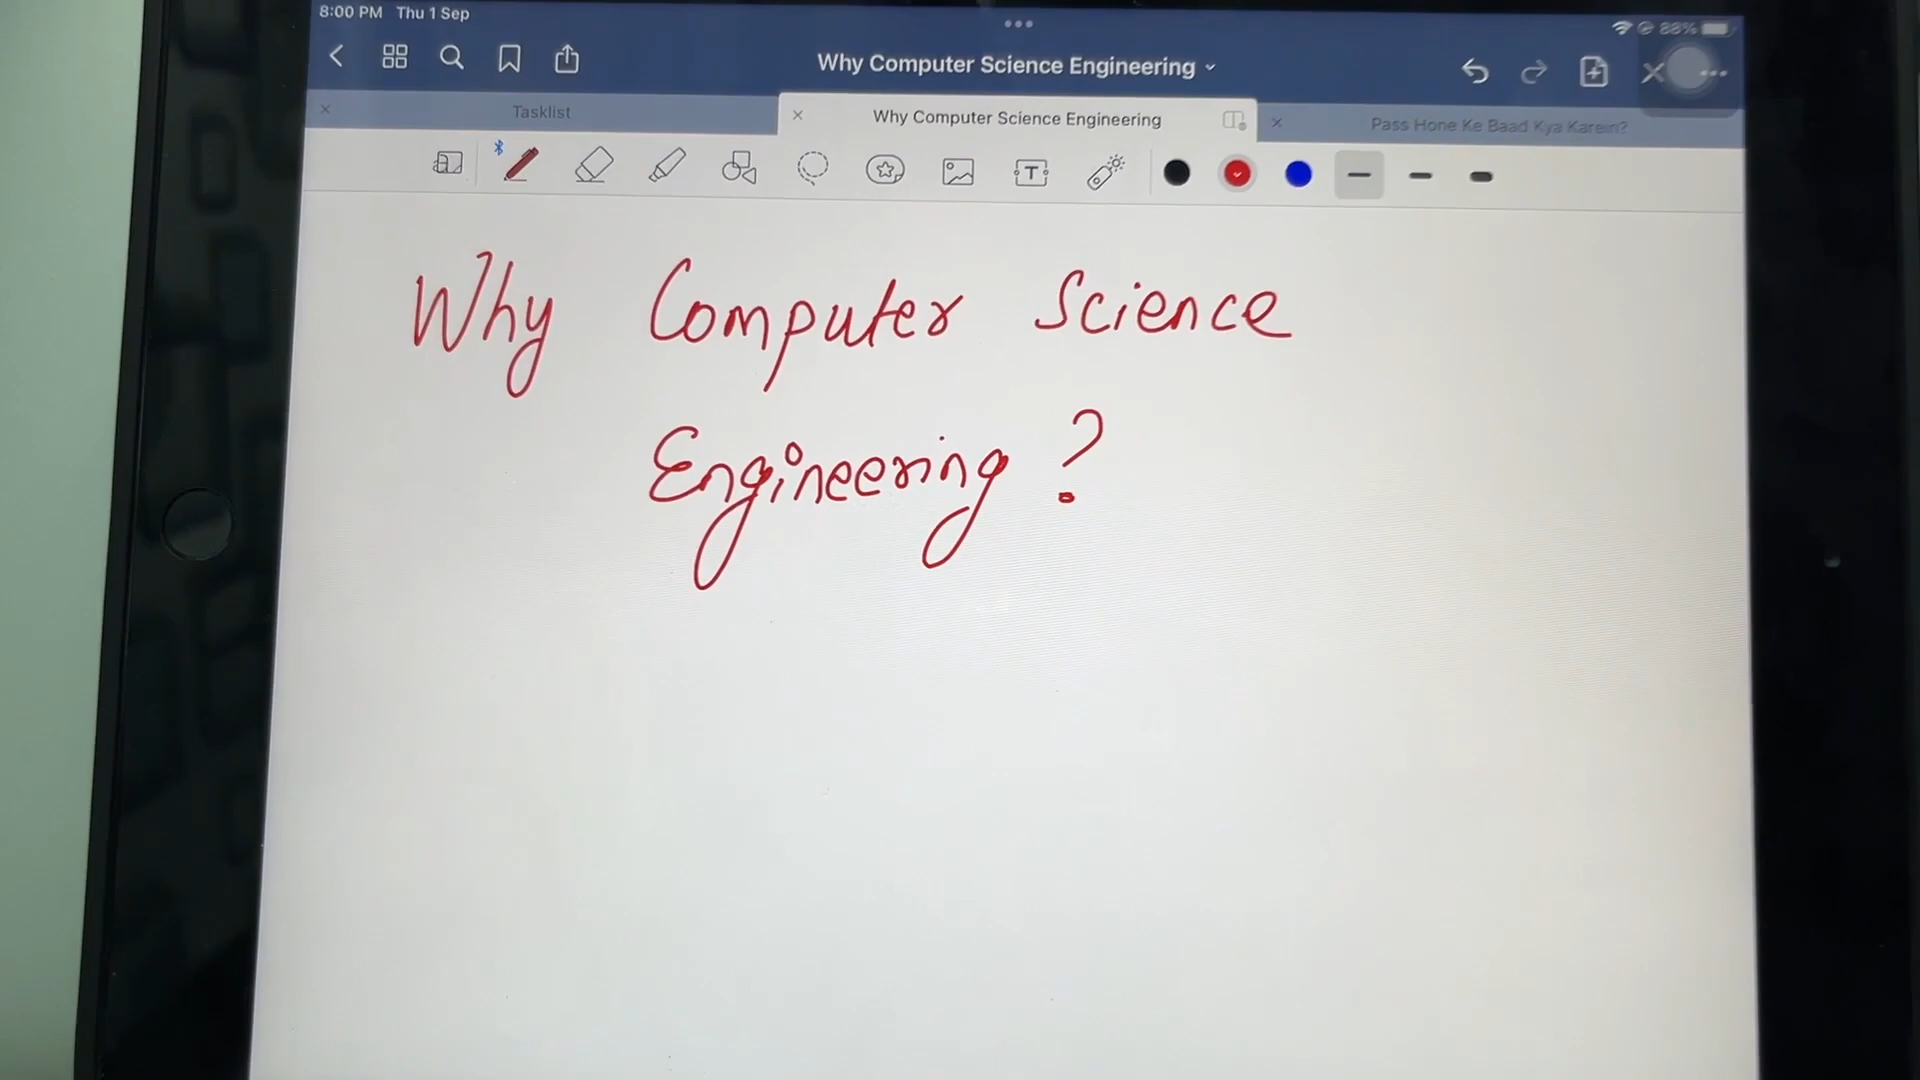 8:00 PM Thu 1 Sep
88%
Why Computer Science Engineering
Tasklist
Why Computer Science Engineering
Pass Hone Ke Baad Kya Karein?
Why Computer Science
Engineering ?